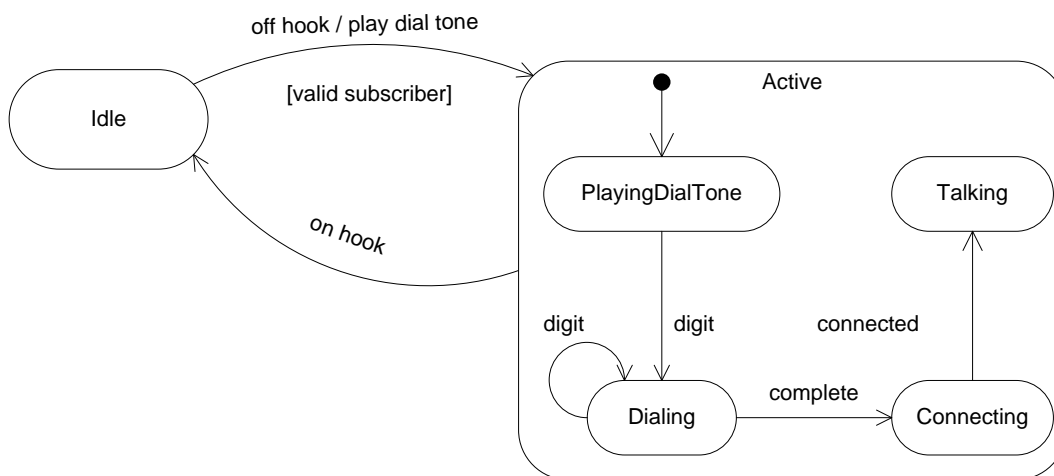 off hook / play dial tone
[valid subscriber]
Active
Idle
PlayingDialTone
Talking
on hook
digit
digit
connected
complete
Dialing
Connecting